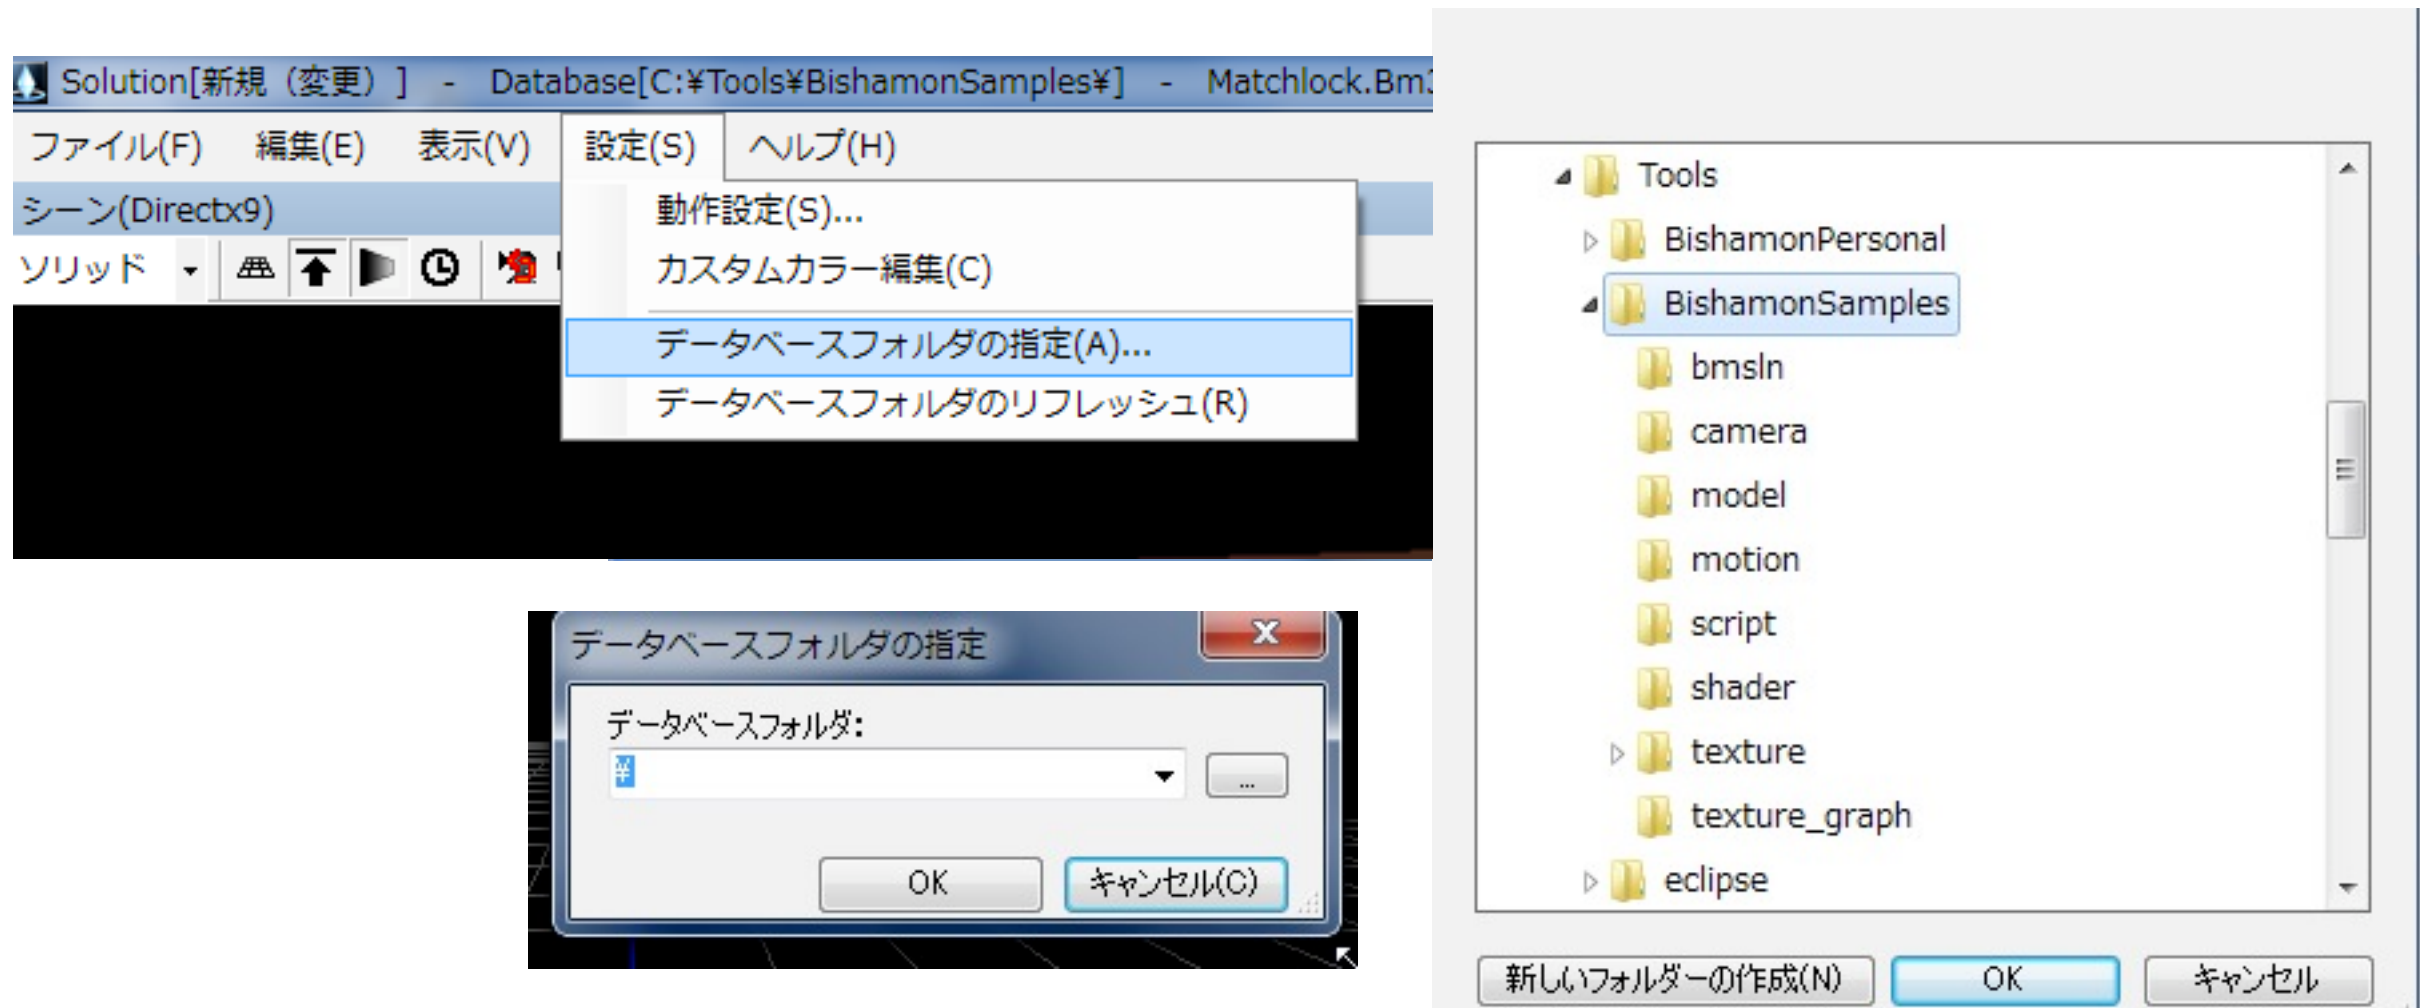 Solution[新規（変更）] - Database[C:¥Tools¥BishamonSamples¥] - Matchlock.Bm
ファイル(F) 編集(E) 表示(V) 設定(S) ヘルプ(H)
シーン(Directx9)
ソリッド
動作設定(S)...
カスタムカラー編集(C)
データベースフォルダの指定(A)...
データベースフォルダのリフレッシュ(R)
データベースフォルダの指定
データベースフォルダ:
¥
...
OK キャンセル(C)
Tools
BishamonPersonal
BishamonSamples
bmsln
camera
model
motion
script
shader
texture
texture_graph
eclipse
新しいフォルダーの作成(N) OK キャンセル